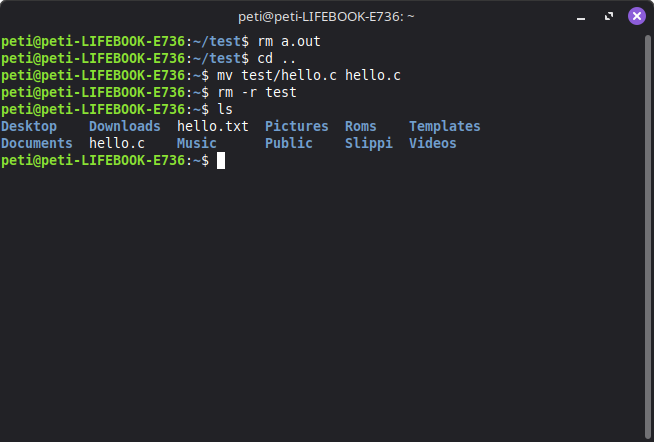 peti@peti-LIFEBOOK-E736: ~
peti@peti-LIFEBOOK-E736:~/test$ rm a.out
peti@peti-LIFEBOOK-E736:~/test$ cd ..
peti@peti-LIFEBOOK-E736:~$ mv test/hello.c hello.c
peti@peti-LIFEBOOK-E736:~$ rm -r test
peti@peti-LIFEBOOK-E736:~$ ls
Desktop    Downloads  hello.txt  Pictures  Roms    Templates
Documents  hello.c    Music      Public    Slippi  Videos
peti@peti-LIFEBOOK-E736:~$